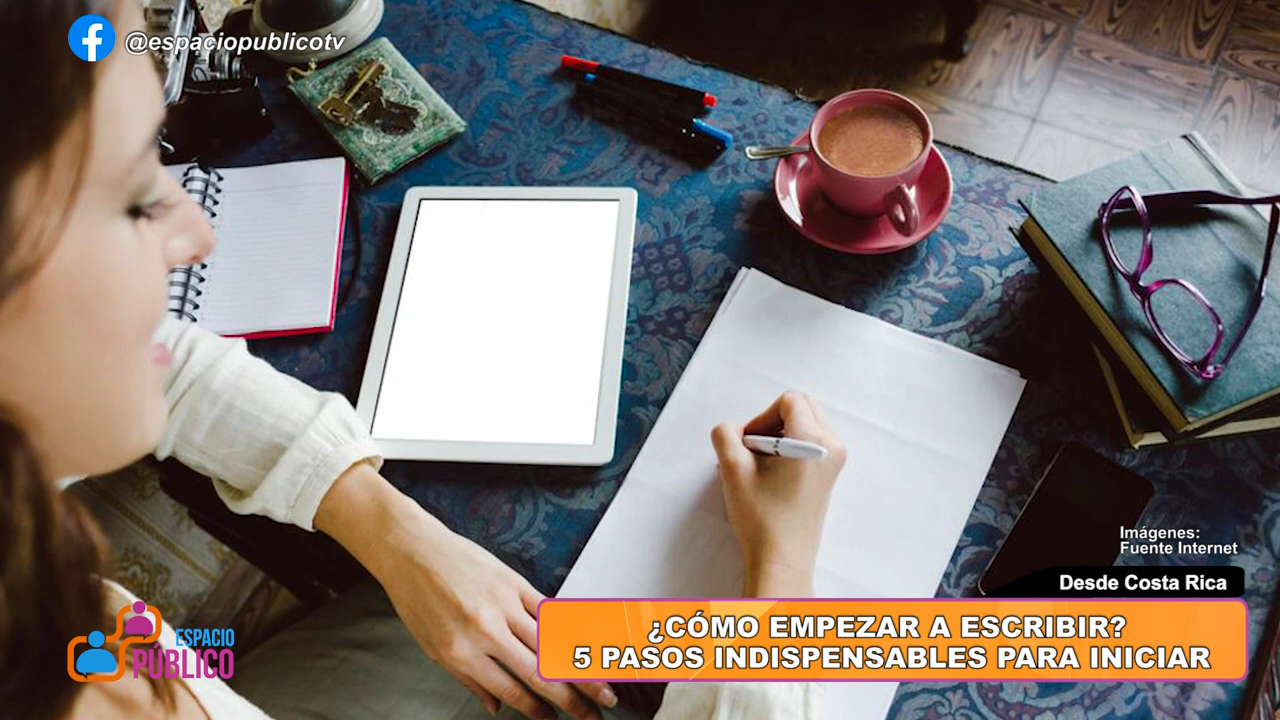 @espaciopublicotv
Imágenes:
Fuente Internet
Desde Costa Rica
¿CÓMO EMPEZAR A ESCRIBIR?
5 PASOS INDISPENSABLES PARA INICIAR
ESPACIO
PÚBLICO